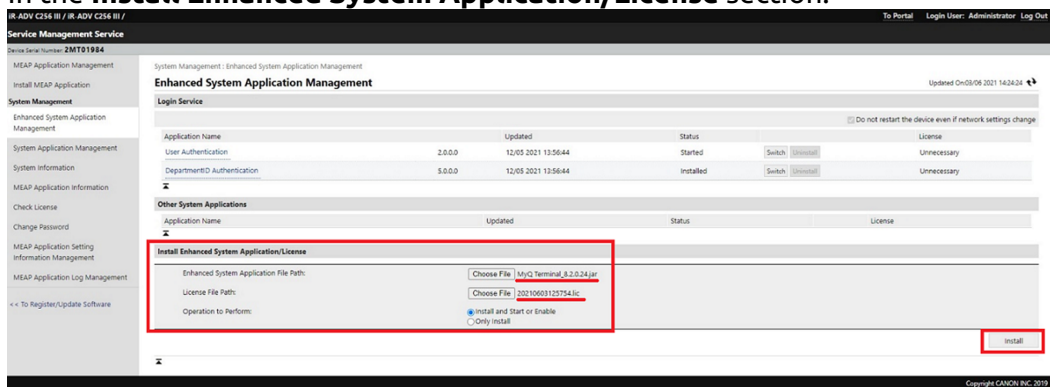 in the Install Enhanced System Application/License section.
iR-ADV C256 III / iR-ADV C256 III /
To Portal Login User: Administrator Log Out
Service Management Service
Device Serial Number: 2MT01984
MEAP Application Management
Install MEAP Application
System Management
Enhanced System Application
Management
System Application Management
System Information
MEAP Application Information
Check License
Change Password
MEAP Application Setting
Information Management
MEAP Application Log Management
<< To Register/Update Software
System Management : Enhanced System Application Management
Enhanced System Application Management
Updated On:03/06 2021 14:24:24
Login Service
Do not restart the device even if network settings change
Application Name Updated Status License
User Authentication 2.0.0.0 12/05 2021 13:56:44 Started Switch Uninstall Unnecessary
DepartmentID Authentication 5.0.0.0 12/05 2021 13:56:44 Installed Switch Uninstall Unnecessary
Other System Applications
Application Name Updated Status License
Install Enhanced System Application/License
Enhanced System Application File Path: Choose File MyQ Terminal_8.2.0.24.jar
License File Path: Choose File 20210603125754.lic
Operation to Perform: Install and Start or Enable
Only Install
Install
Copyright CANON INC. 2019